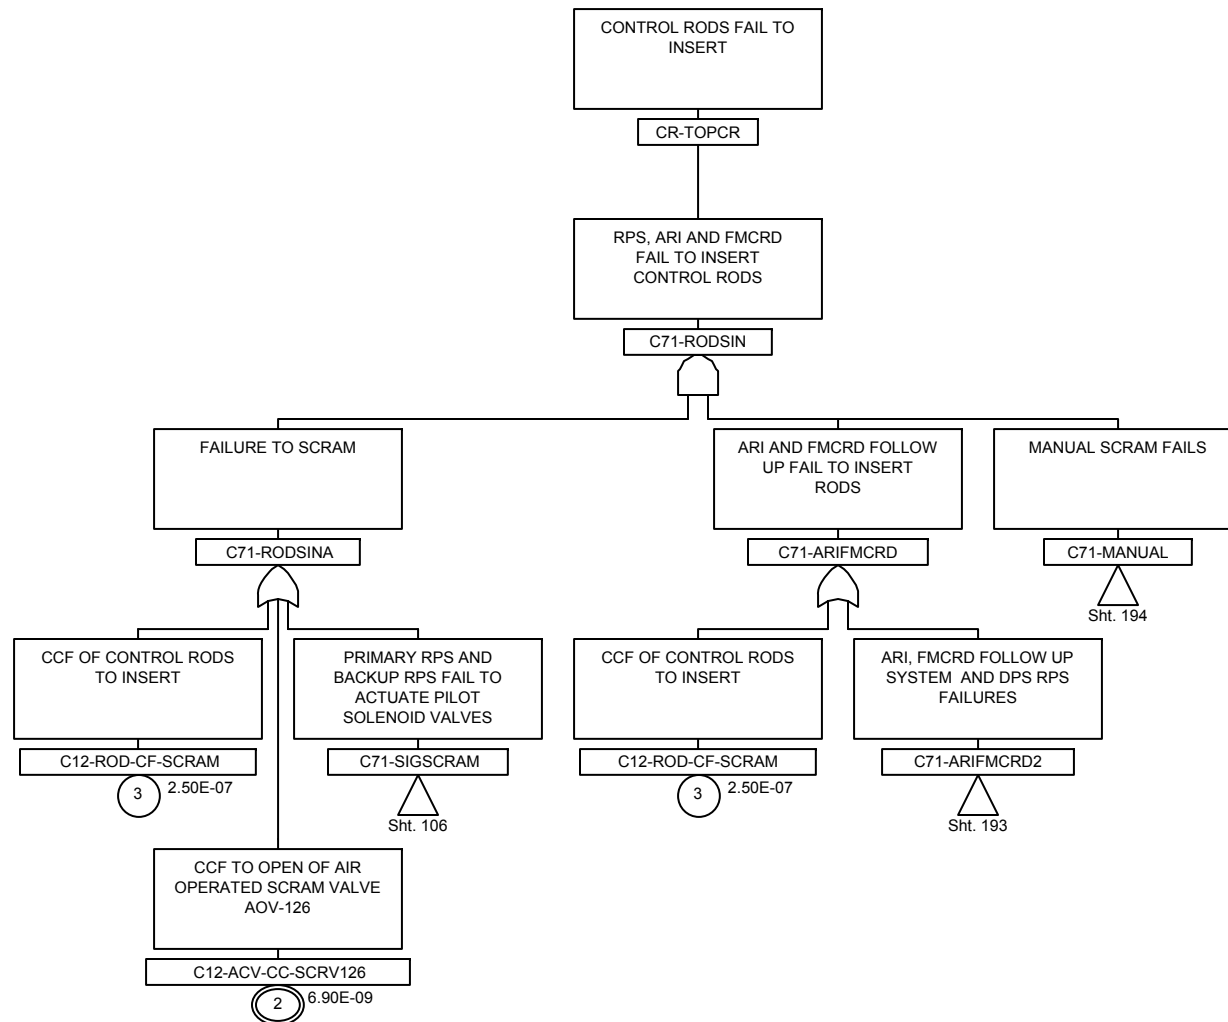 CONTROL RODS FAIL TO
INSERT
CR-TOPCR
RPS, ARI AND FMCRD
FAIL TO INSERT
CONTROL RODS
C71-RODSIN
FAILURE TO SCRAM
C71-RODSINA
ARI AND FMCRD FOLLOW
UP FAIL TO INSERT
RODS
C71-ARIFMCRD
MANUAL SCRAM FAILS
C71-MANUAL
Sht. 194
CCF OF CONTROL RODS
TO INSERT
C12-ROD-CF-SCRAM
3
2.50E-07
PRIMARY RPS AND
BACKUP RPS FAIL TO
ACTUATE PILOT
SOLENOID VALVES
C71-SIGSCRAM
Sht. 106
CCF OF CONTROL RODS
TO INSERT
C12-ROD-CF-SCRAM
3
2.50E-07
ARI, FMCRD FOLLOW UP
SYSTEM AND DPS RPS
FAILURES
C71-ARIFMCRD2
Sht. 193
CCF TO OPEN OF AIR
OPERATED SCRAM VALVE
AOV-126
C12-ACV-CC-SCRV126
2
6.90E-09